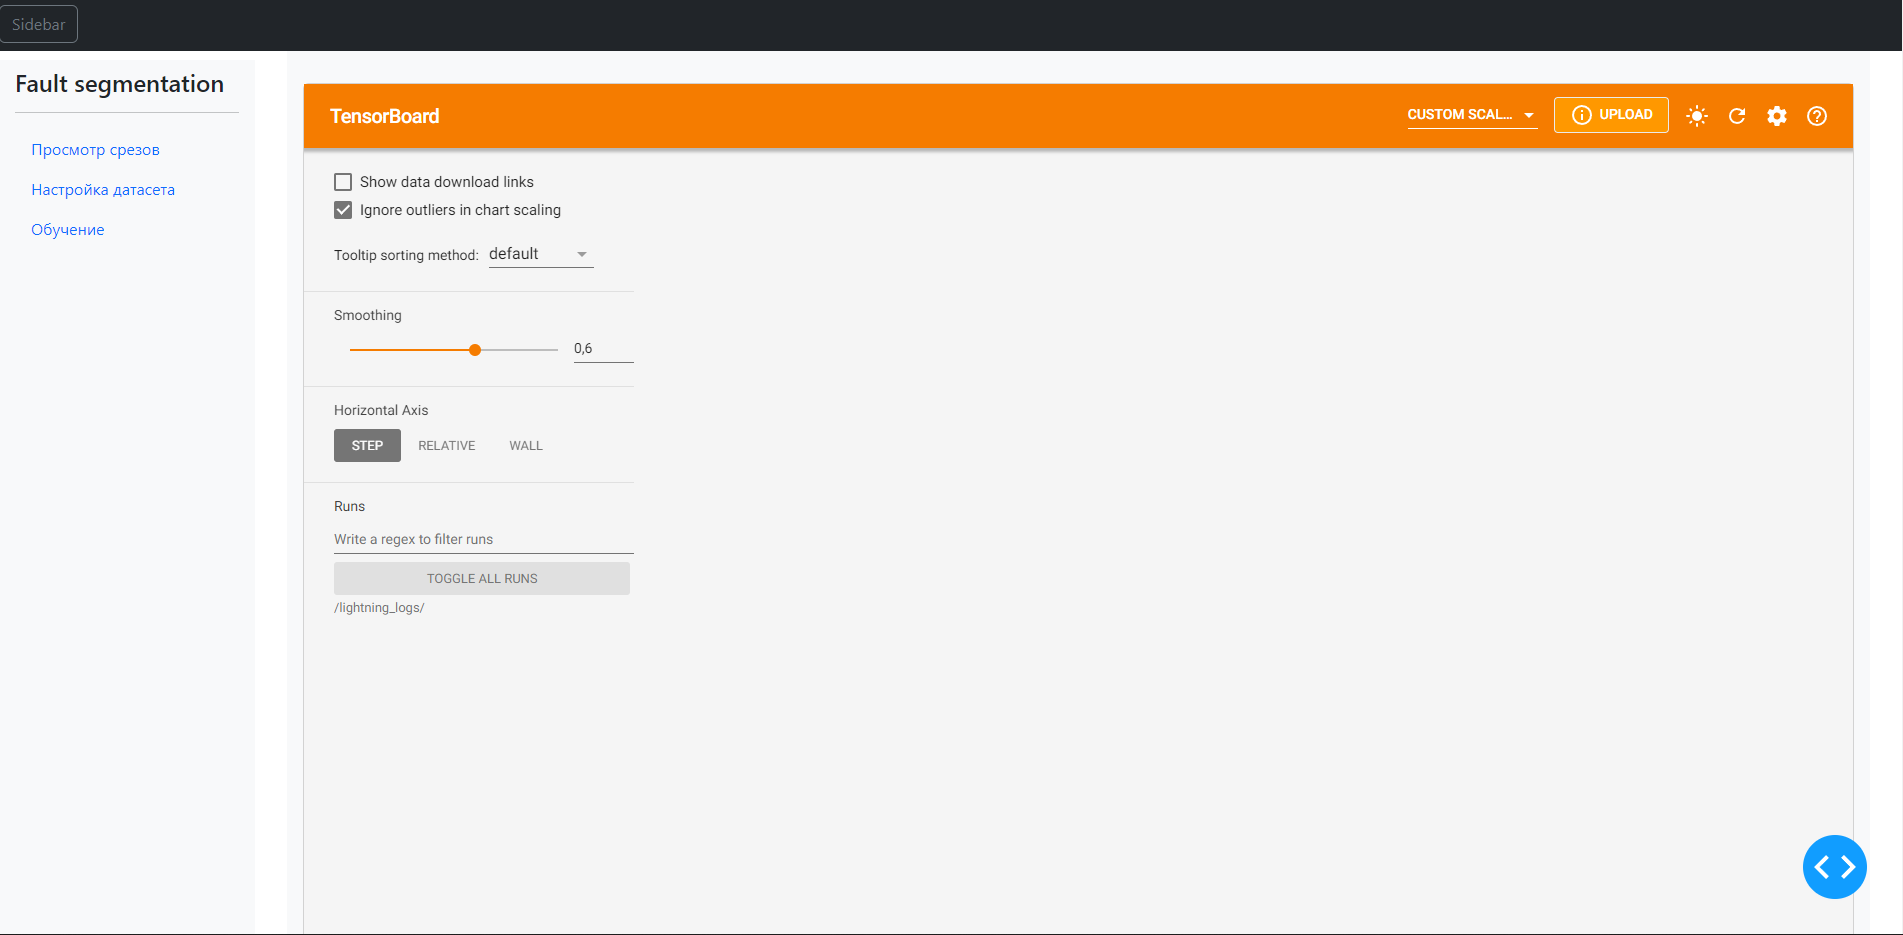 Sidebar
Fault segmentation
Просмотр срезов
Настройка датасета
Обучение
TensorBoard
CUSTOM SCAL...
UPLOAD
Show data download links
Ignore outliers in chart scaling
Tooltip sorting method: default
Smoothing
0,6
Horizontal Axis
STEP RELATIVE WALL
Runs
Write a regex to filter runs
TOGGLE ALL RUNS
/lightning_logs/